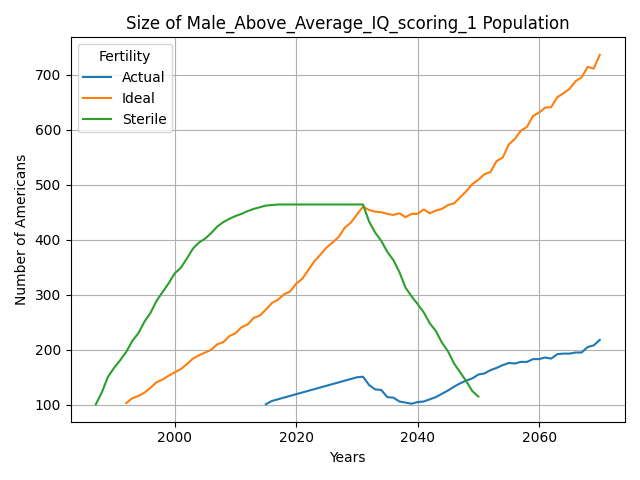 Size of Male_Above_Average_IQ_scoring_1 Population
Fertility
Actual
Ideal
Sterile
Number of Americans
700
600
500
400
300
200
100
2000
2020
2040
2060
Years